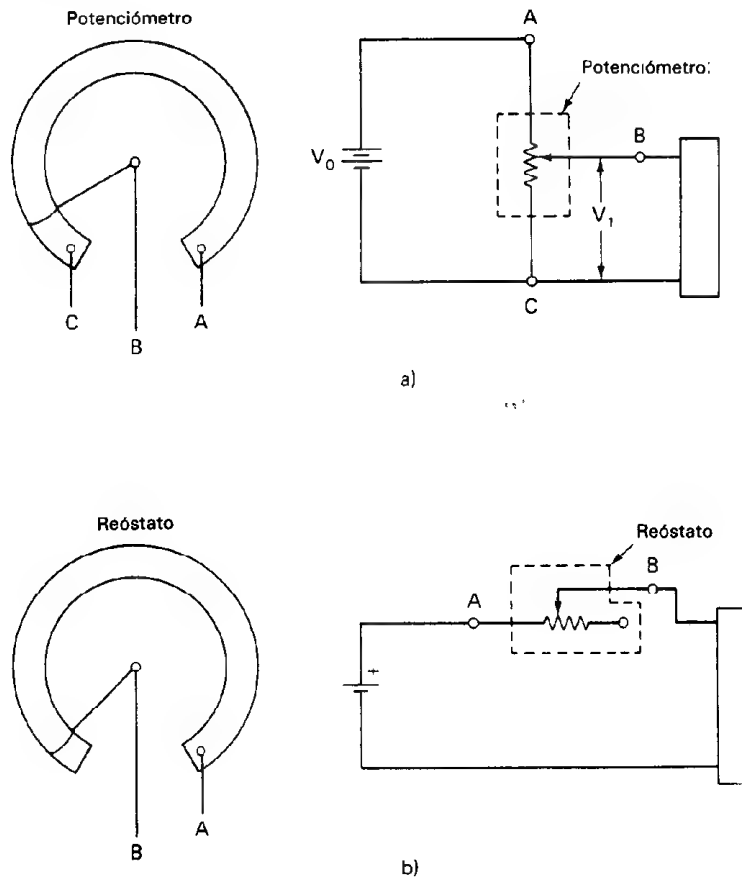 Potenciómetro
A
Potenciómetro:
B
V₀
V₁
C
A
B
C
a)
Reóstato
Reóstato
B
A
+
A
B
b)